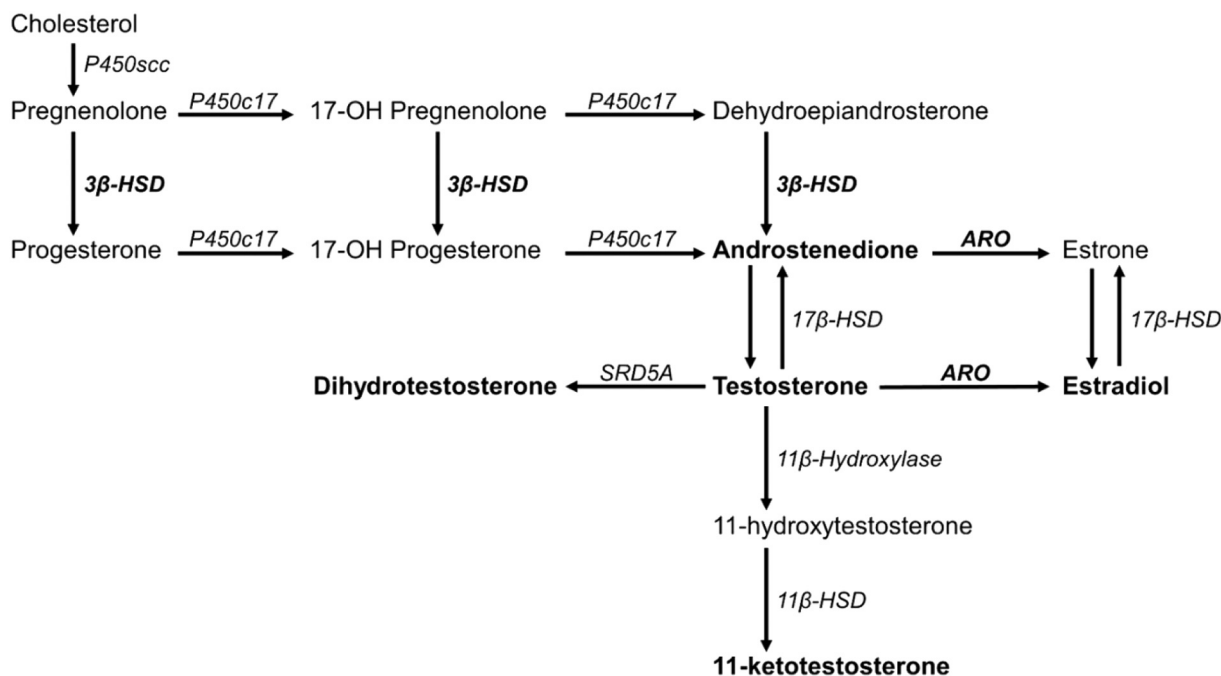 Cholesterol
P450scc
Pregnenolone P450c17 17-OH Pregnenolone P450c17 Dehydroepiandrosterone
3β-HSD 3β-HSD 3β-HSD
Progesterone P450c17 17-OH Progesterone P450c17 Androstenedione ARO Estrone
17β-HSD 17β-HSD
Dihydrotestosterone SRD5A Testosterone ARO Estradiol
11β-Hydroxylase
11-hydroxytestosterone
11β-HSD
11-ketotestosterone